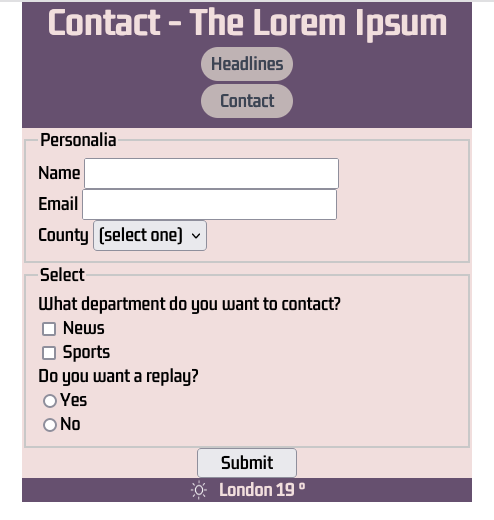 Contact - The Lorem Ipsum
Headlines
Contact
Personalia
Name
Email
County (select one)
Select
What department do you want to contact?
News
Sports
Do you want a replay?
Yes
No
Submit
London 19 °